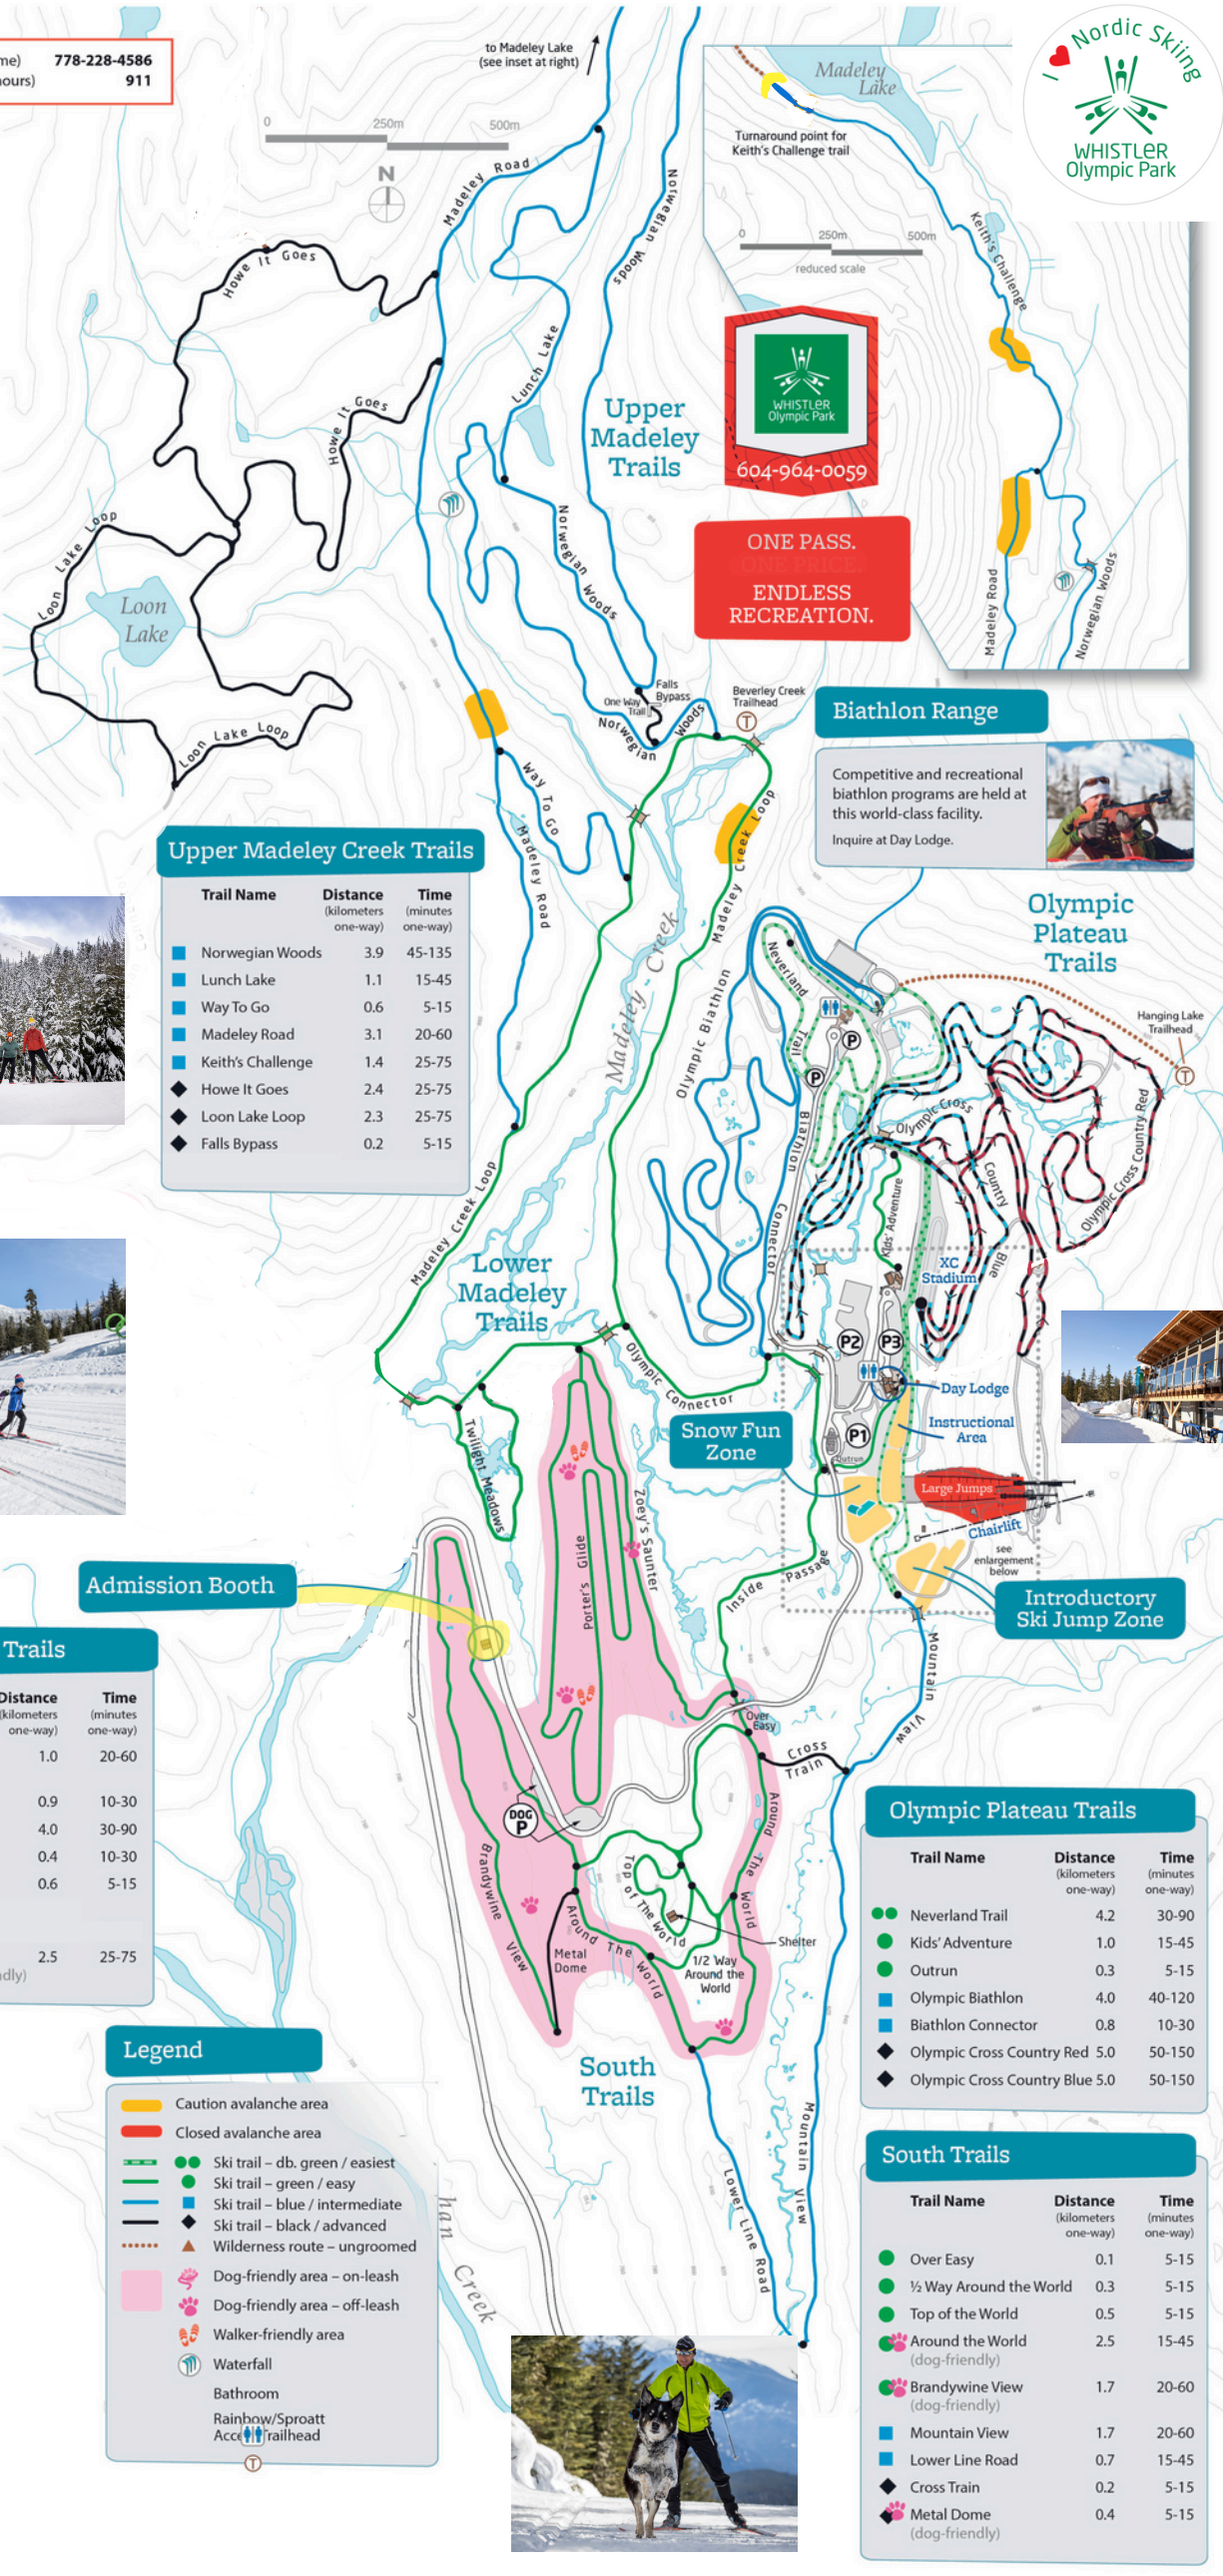 me) 778-228-4586
hours) 911
to Madeley Lake
(see inset at right)
0 250m 500m
N
Madeley Road
Norwegian Woods
Howe It Goes
Lunch Lake
Howe It Goes
Upper
Madeley
Trails
Loon Lake Loop
Loon
Lake
Loon Lake Loop
Norwegian Woods
Falls
Bypass
One Way
Trail
Norwegian Woods
Beverley Creek
Trailhead
T
Way To Go
Madeley Road
Madeley Creek Loop
Madeley Creek
Madeley Lake
Turnaround point for
Keith's Challenge trail
0 250m 500m
reduced scale
Keith's Challenge
Madeley Road
Norwegian Woods
I Nordic Skiing
WHISTLER
Olympic Park
WHISTLER
Olympic Park
604-964-0059
ONE PASS.
ONE PRICE.
ENDLESS
RECREATION.
Biathlon Range
Competitive and recreational
biathlon programs are held at
this world-class facility.
Inquire at Day Lodge.
Upper Madeley Creek Trails
Trail Name Distance Time
(kilometers (minutes
one-way) one-way)
Norwegian Woods 3.9 45-135
Lunch Lake 1.1 15-45
Way To Go 0.6 5-15
Madeley Road 3.1 20-60
Keith's Challenge 1.4 25-75
Howe It Goes 2.4 25-75
Loon Lake Loop 2.3 25-75
Falls Bypass 0.2 5-15
Olympic
Plateau
Trails
Hanging Lake
Trailhead
T
Neverland Trail
Olympic Biathlon
P
P
Biathlon Connector
Olympic Cross Country Blue
Olympic Cross Country Red
Kids' Adventure
XC
Stadium
P2 P3
Day Lodge
Instructional
Area
P1
Outrun
Large Jumps
Chairlift
see
enlargement
below
Snow Fun
Zone
Introductory
Ski Jump Zone
Madeley Creek Loop
Lower
Madeley
Trails
Olympic Connector
Twilight Meadows
Zoey's Saunter
Porter's Glide
Inside Passage
Admission Booth
Over
Easy
Cross
Train
Mountain View
DOG
P
Brandywine View
Around The World
Top of The World
Around The World
Metal
Dome
Shelter
1/2 Way
Around the
World
South
Trails
Mountain View
Lower Line Road
han Creek
Trails
Distance Time
(kilometers (minutes
one-way) one-way)
1.0 20-60
0.9 10-30
4.0 30-90
0.4 10-30
0.6 5-15
2.5 25-75
dly)
Legend
Caution avalanche area
Closed avalanche area
Ski trail – db. green / easiest
Ski trail – green / easy
Ski trail – blue / intermediate
Ski trail – black / advanced
Wilderness route – ungroomed
Dog-friendly area – on-leash
Dog-friendly area – off-leash
Walker-friendly area
Waterfall
Bathroom
Rainbow/Sproatt
Acce Trailhead
T
Olympic Plateau Trails
Trail Name Distance Time
(kilometers (minutes
one-way) one-way)
Neverland Trail 4.2 30-90
Kids' Adventure 1.0 15-45
Outrun 0.3 5-15
Olympic Biathlon 4.0 40-120
Biathlon Connector 0.8 10-30
Olympic Cross Country Red 5.0 50-150
Olympic Cross Country Blue 5.0 50-150
South Trails
Trail Name Distance Time
(kilometers (minutes
one-way) one-way)
Over Easy 0.1 5-15
½ Way Around the World 0.3 5-15
Top of the World 0.5 5-15
Around the World 2.5 15-45
(dog-friendly)
Brandywine View 1.7 20-60
(dog-friendly)
Mountain View 1.7 20-60
Lower Line Road 0.7 15-45
Cross Train 0.2 5-15
Metal Dome 0.4 5-15
(dog-friendly)